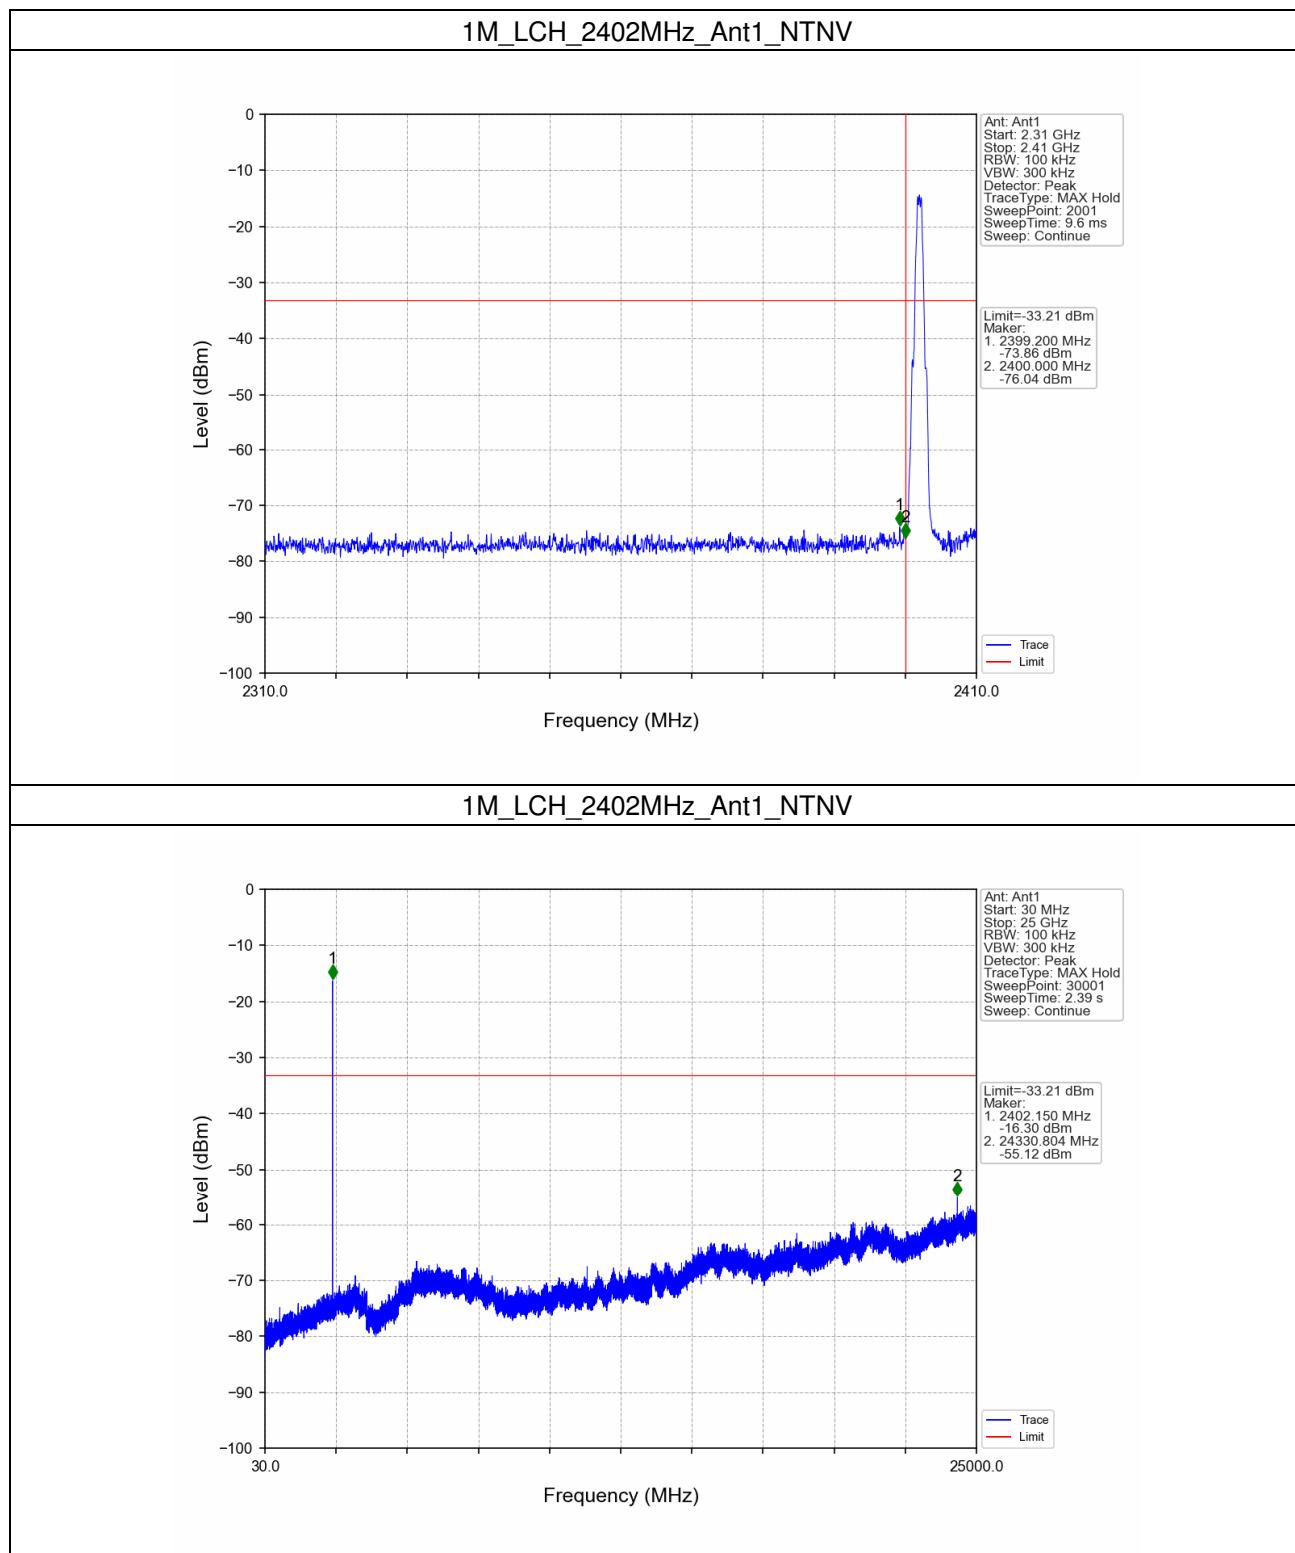 1M_LCH_2402MHz_Ant1_NTNV
0
−10
−20
−30
−40
−50
−60
−70
−80
−90
−100
Level (dBm)
2310.0
2410.0
Frequency (MHz)
1
2
Ant: Ant1
Start: 2.31 GHz
Stop: 2.41 GHz
RBW: 100 kHz
VBW: 300 kHz
Detector: Peak
TraceType: MAX Hold
SweepPoint: 2001
SweepTime: 9.6 ms
Sweep: Continue
Limit=-33.21 dBm
Maker:
1. 2399.200 MHz
-73.86 dBm
2. 2400.000 MHz
-76.04 dBm
Trace
Limit
1M_LCH_2402MHz_Ant1_NTNV
0
−10
−20
−30
−40
−50
−60
−70
−80
−90
−100
Level (dBm)
30.0
25000.0
Frequency (MHz)
1
2
Ant: Ant1
Start: 30 MHz
Stop: 25 GHz
RBW: 100 kHz
VBW: 300 kHz
Detector: Peak
TraceType: MAX Hold
SweepPoint: 30001
SweepTime: 2.39 s
Sweep: Continue
Limit=-33.21 dBm
Maker:
1. 2402.150 MHz
-16.30 dBm
2. 24330.804 MHz
-55.12 dBm
Trace
Limit